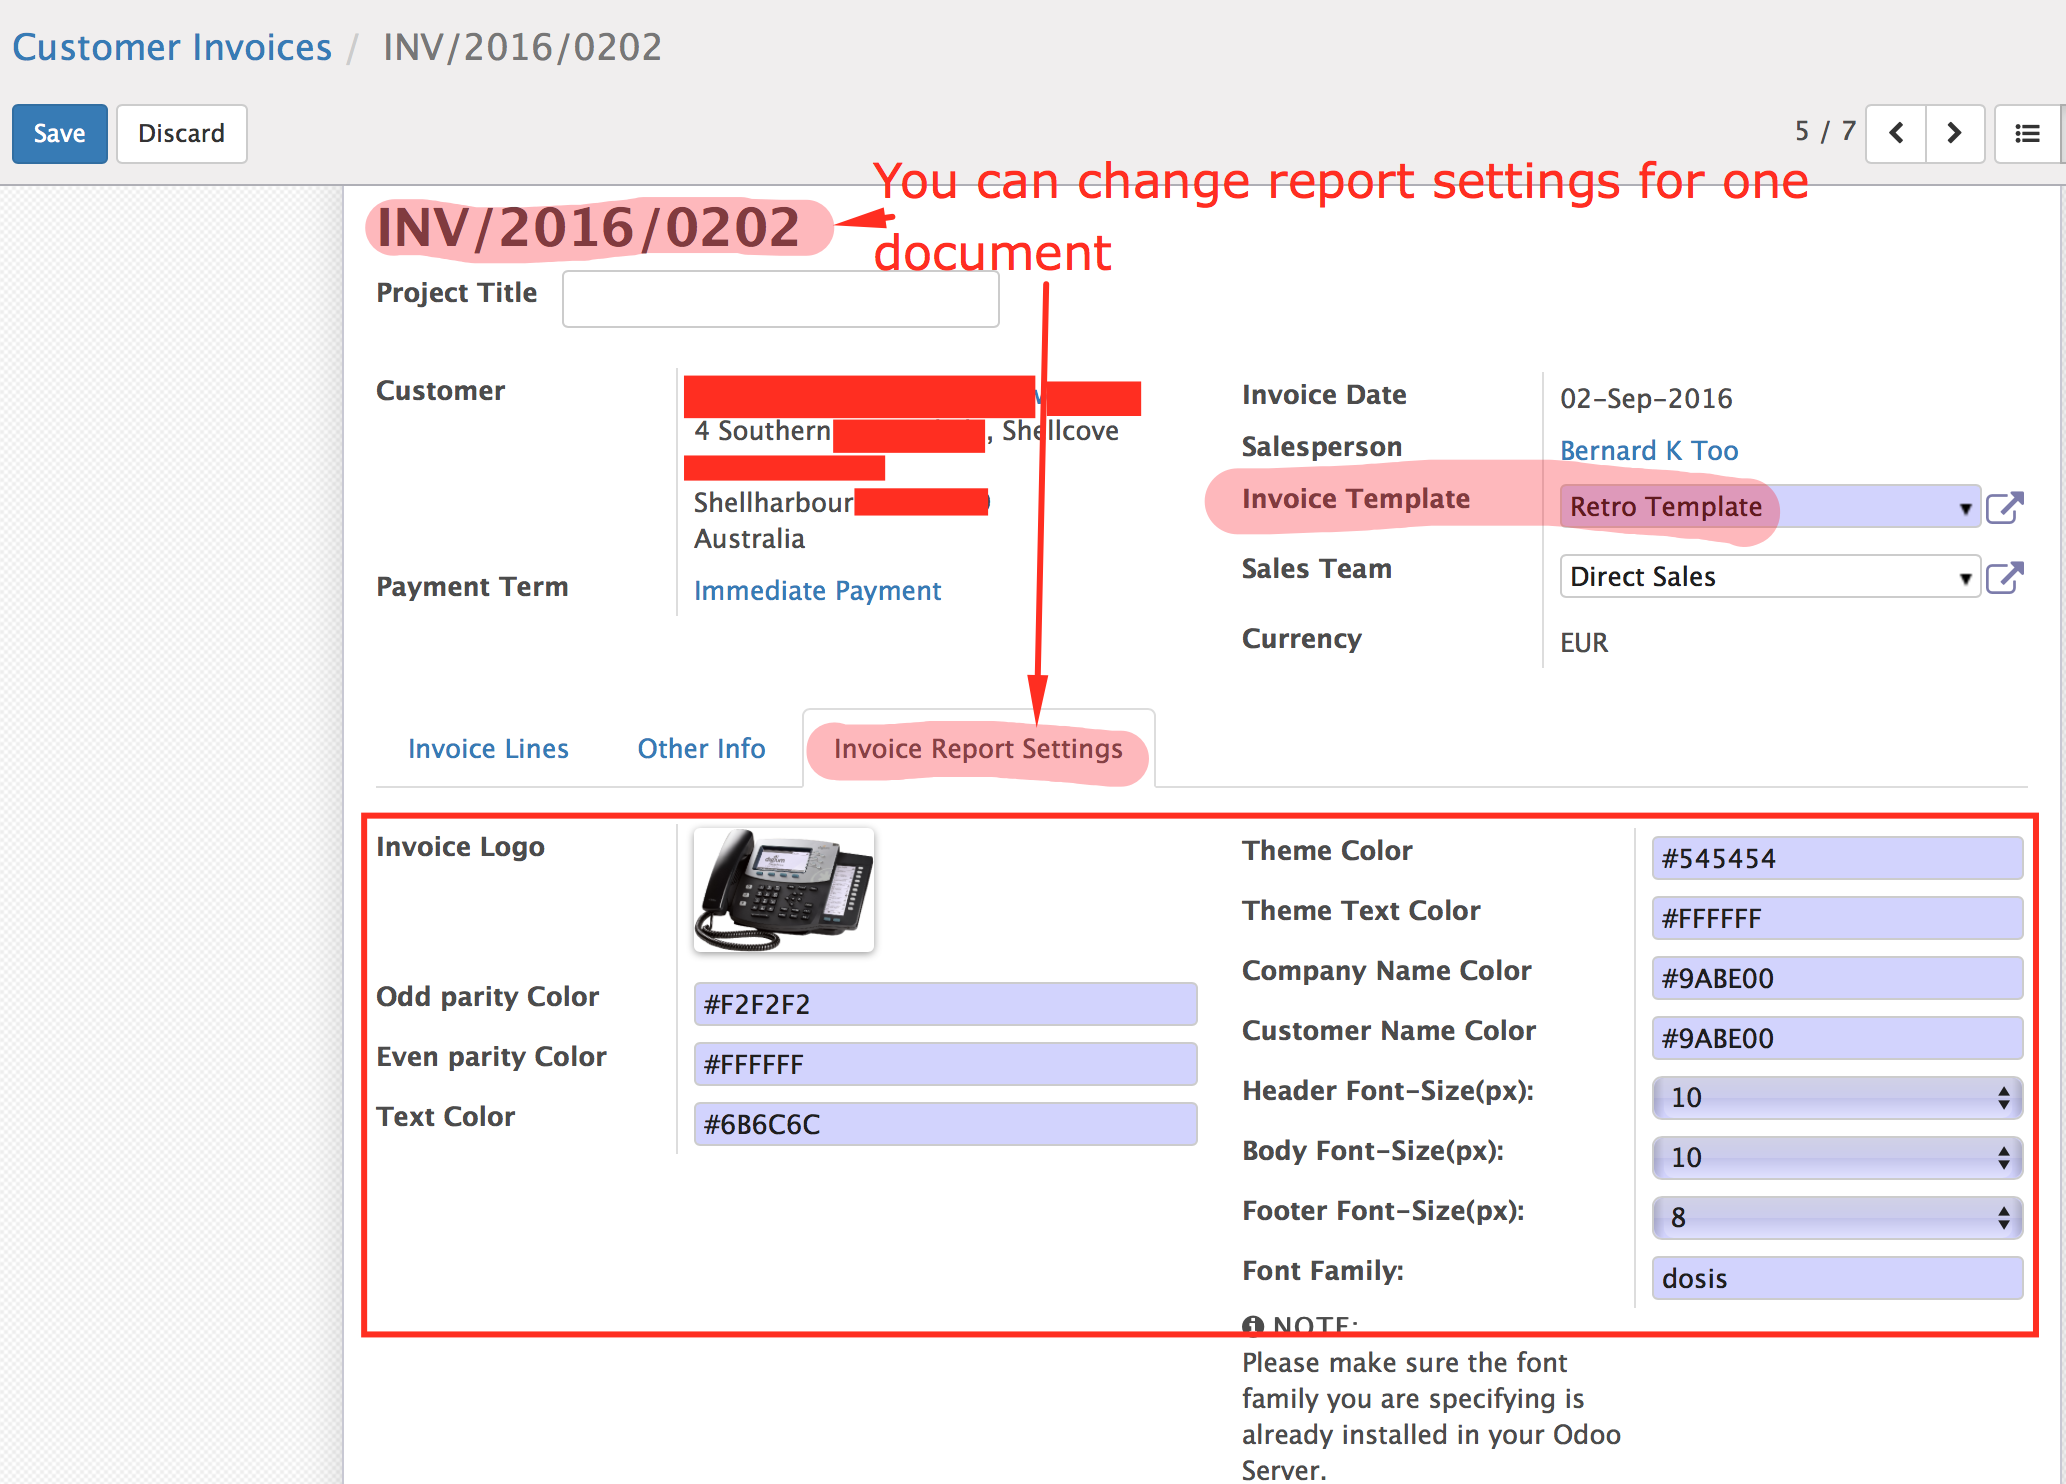 Customer Invoices / INV/2016/0202
Save Discard
5 / 7
You can change report settings for one
document
INV/2016/0202
Project Title
Customer
4 Southern , Shellcove
Shellharbour
Australia
Payment Term Immediate Payment
Invoice Date 02-Sep-2016
Salesperson Bernard K Too
Invoice Template Retro Template
Sales Team Direct Sales
Currency EUR
Invoice Lines Other Info Invoice Report Settings
Invoice Logo
Odd parity Color #F2F2F2
Even parity Color #FFFFFF
Text Color #6B6C6C
Theme Color #545454
Theme Text Color #FFFFFF
Company Name Color #9ABE00
Customer Name Color #9ABE00
Header Font-Size(px): 10
Body Font-Size(px): 10
Footer Font-Size(px): 8
Font Family: dosis
NOTE:
Please make sure the font
family you are specifying is
already installed in your Odoo
Server.